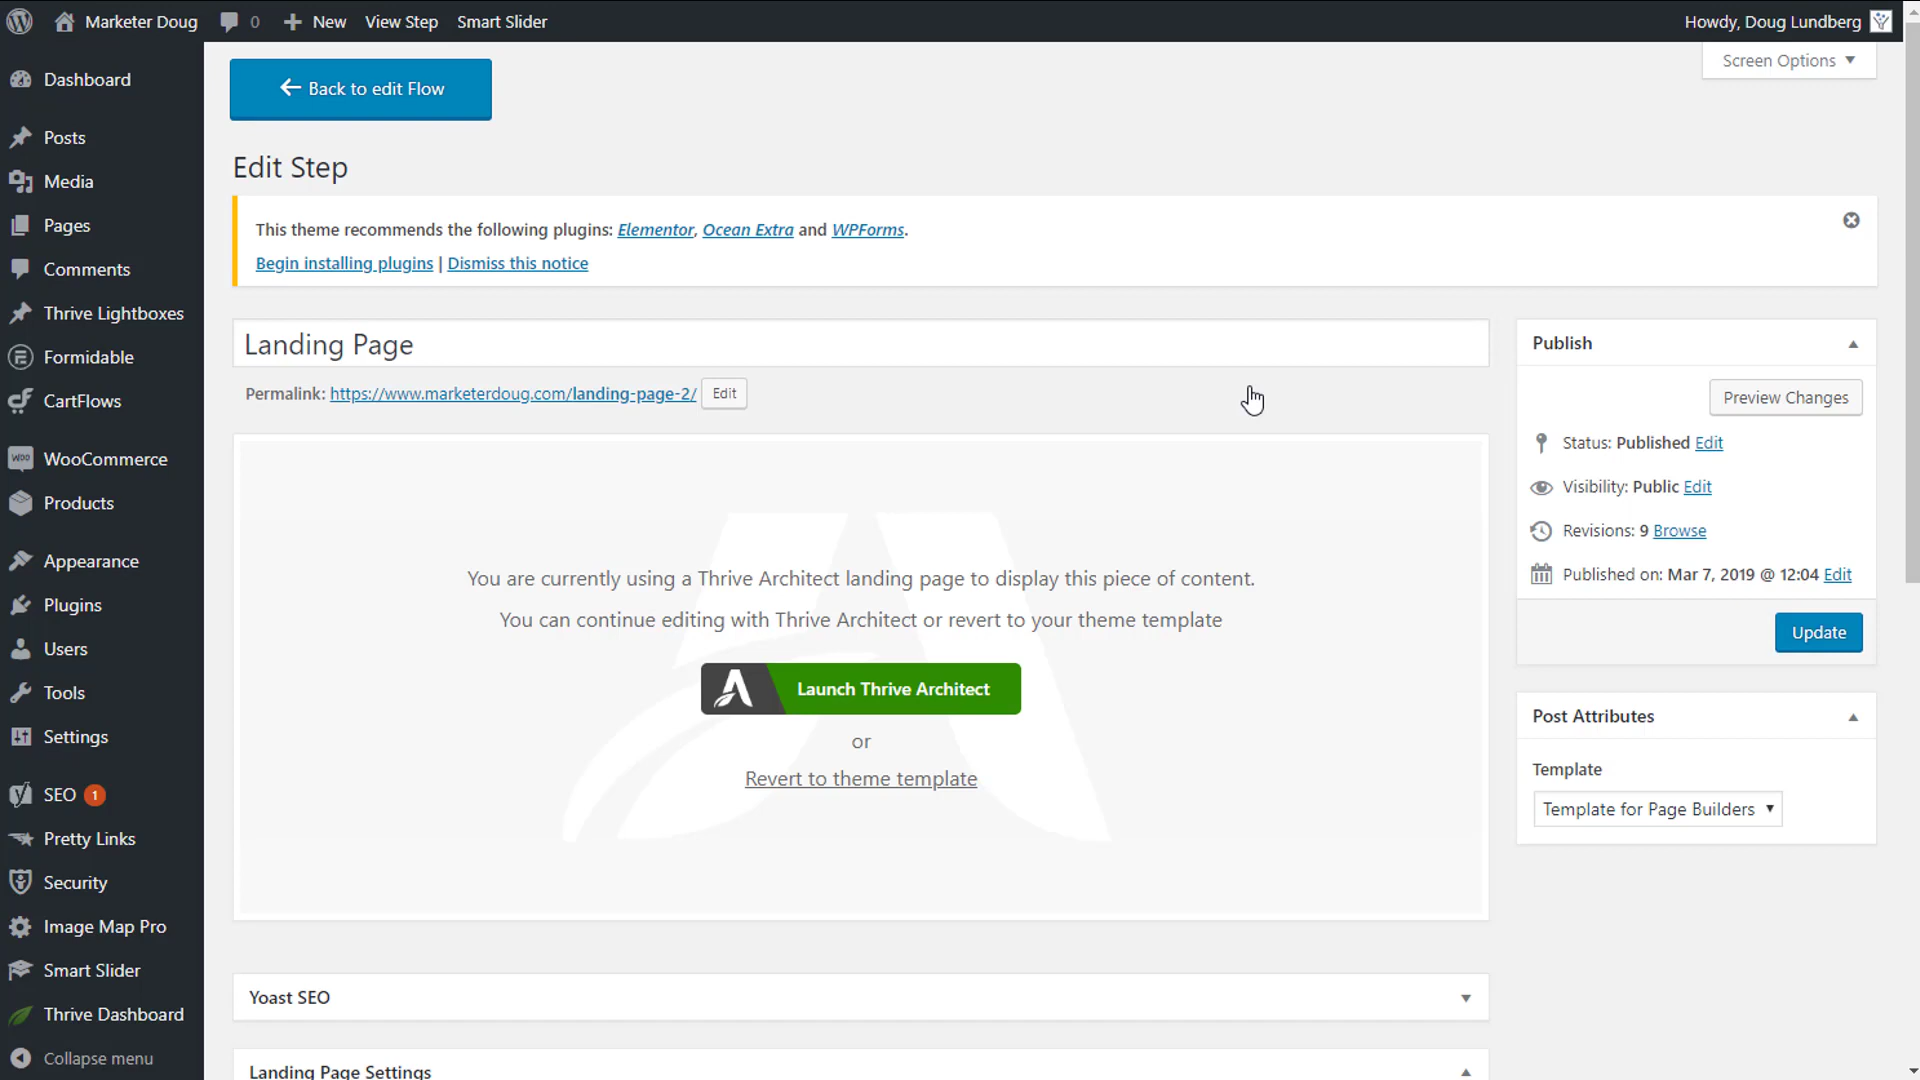 Marketer Doug 0 New View Step Smart Slider Howdy, Doug Lundberg
Screen Options
Dashboard
Posts
Media
Pages
Comments
Thrive Lightboxes
Formidable
CartFlows
WOO WooCommerce
Products
Appearance
Plugins
Users
Tools
Settings
SEO 1
Pretty Links
Security
Image Map Pro
Smart Slider
Thrive Dashboard
Collapse menu
← Back to edit Flow
Edit Step
This theme recommends the following plugins: Elementor, Ocean Extra and WPForms.
Begin installing plugins | Dismiss this notice
Landing Page
Permalink: https://www.marketerdoug.com/landing-page-2/ Edit
You are currently using a Thrive Architect landing page to display this piece of content.
You can continue editing with Thrive Architect or revert to your theme template
Launch Thrive Architect
or
Revert to theme template
Yoast SEO
Landing Page Settings
Publish
Preview Changes
Status: Published Edit
Visibility: Public Edit
Revisions: 9 Browse
Published on: Mar 7, 2019 @ 12:04 Edit
Update
Post Attributes
Template
Template for Page Builders